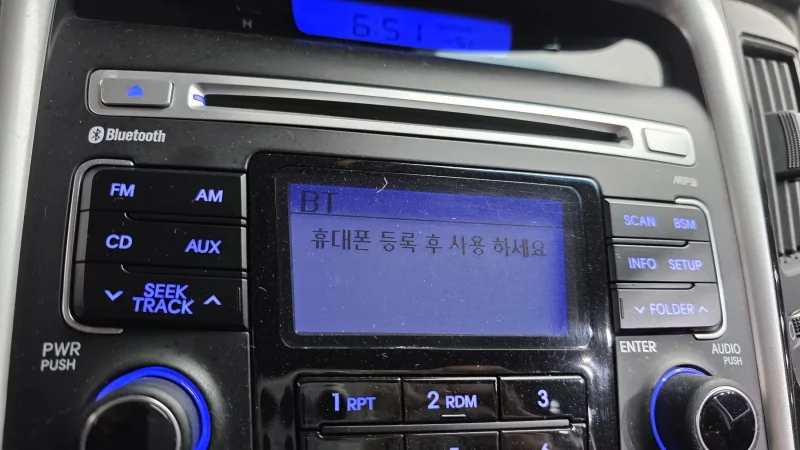 H
6:51
Bluetooth
MP3
FM
AM
CD
AUX
SEEK
TRACK
BT
휴대폰 등록 후 사용 하세요
SCAN
BSM
INFO
SETUP
FOLDER
PWR
PUSH
ENTER
AUDIO
PUSH
1 RPT
2 RDM
3